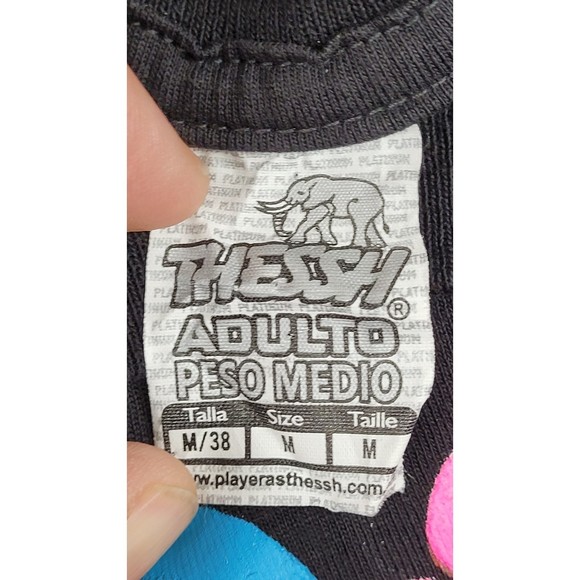 THESSH
®
ADULTO
PESO MEDIO
Talla Size Taille
M/38 M M
www.playerasthessh.com